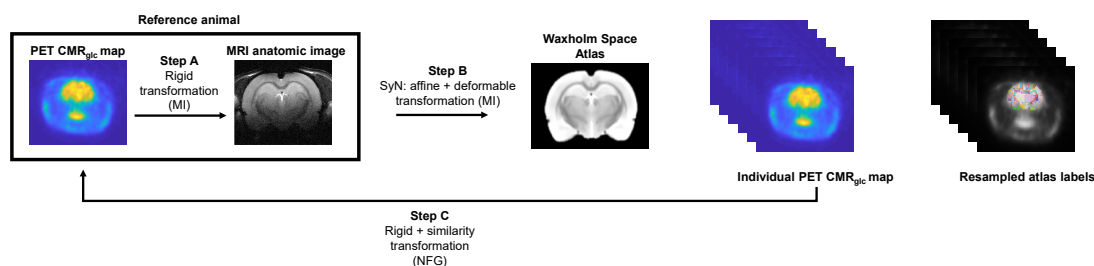 Reference animal
PET CMRglc map
Step A
Rigid
transformation
(MI)
MRI anatomic image
Step B
SyN: affine + deformable
transformation (MI)
Waxholm Space
Atlas
Individual PET CMRglc map
Resampled atlas labels
Step C
Rigid + similarity
transformation
(NFG)